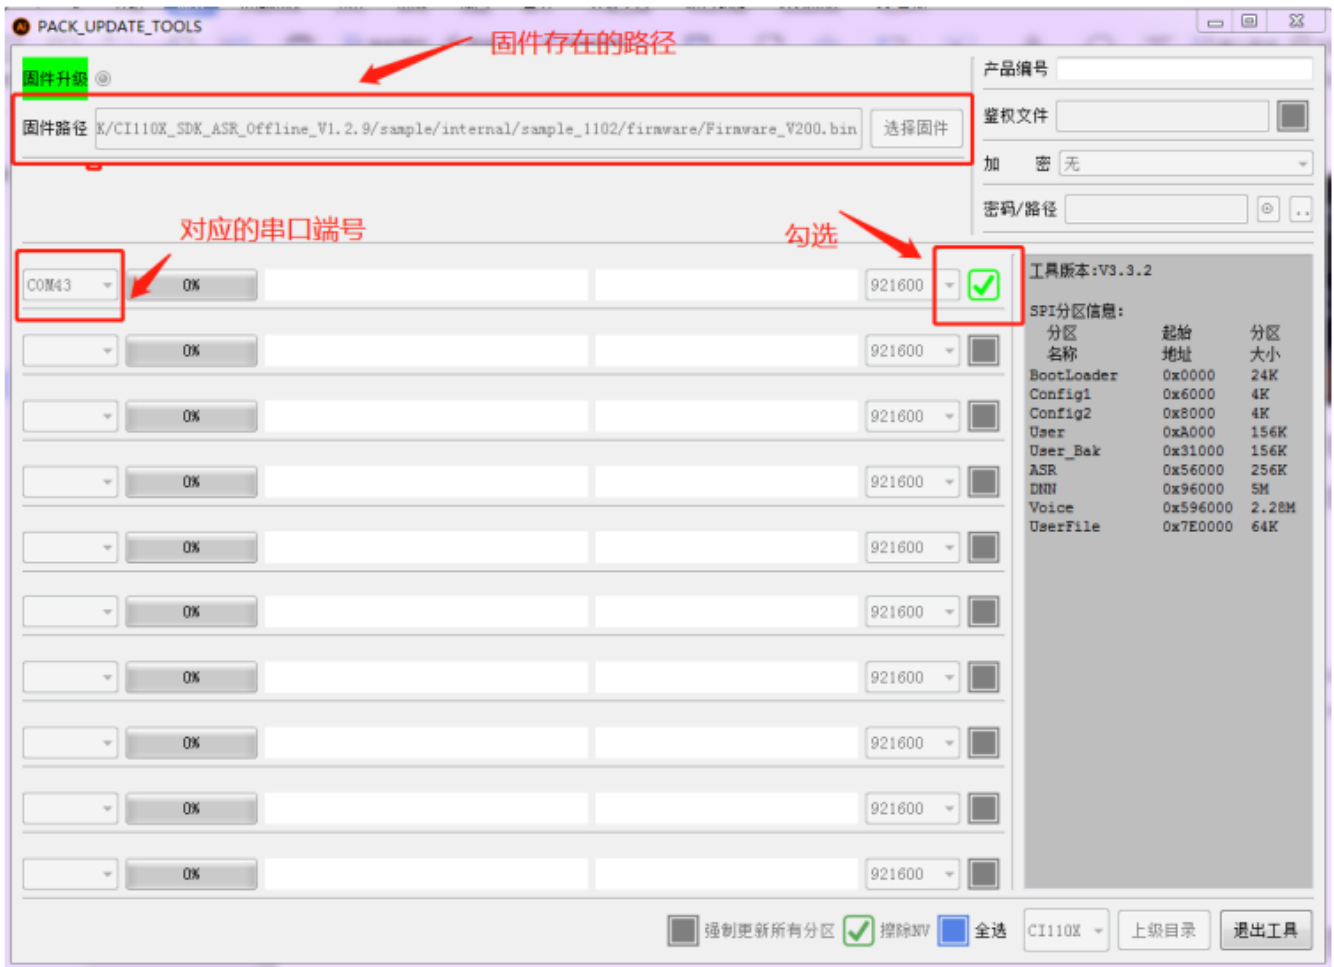 PACK_UPDATE_TOOLS
固件存在的路径
固件升级
产品编号
固件路径 K/CI110X_SDK_ASR_Offline_V1.2.9/sample/internal/sample_1102/firmware/Firmware_V200.bin 选择固件
鉴权文件
加 密 无
密码/路径 ..
对应的串口端号
勾选
COM43 0% 921600
0% 921600
0% 921600
0% 921600
0% 921600
0% 921600
0% 921600
0% 921600
0% 921600
0% 921600
工具版本:V3.3.2
SPI分区信息:
分区 起始 分区
名称 地址 大小
BootLoader 0x0000 24K
Config1 0x6000 4K
Config2 0x8000 4K
User 0xA000 156K
User_Bak 0x31000 156K
ASR 0x56000 256K
DNN 0x96000 5M
Voice 0x596000 2.28M
UserFile 0x7E0000 64K
强制更新所有分区 擦除NV 全选 CI110X 上级目录 退出工具